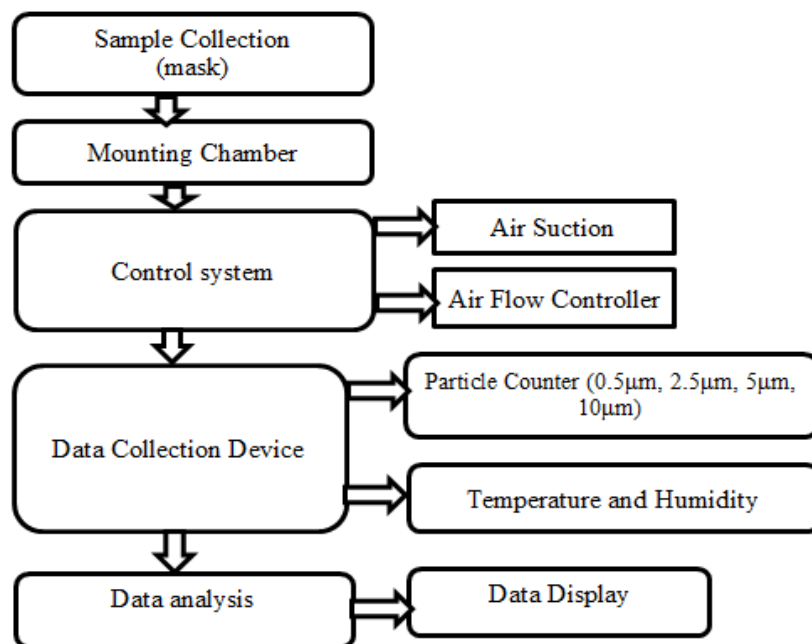 Sample Collection
(mask)
Mounting Chamber
Control system
Air Suction
Air Flow Controller
Data Collection Device
Particle Counter (0.5μm, 2.5μm, 5μm,
10μm)
Temperature and Humidity
Data analysis
Data Display